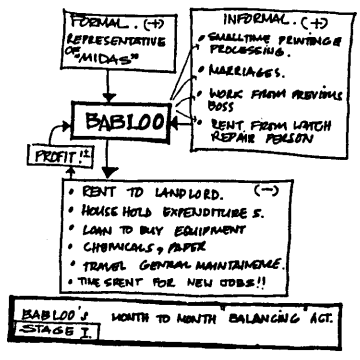 FORMAL. (+)
REPRESENTATIVE
OF "MIDAS"
INFORMAL. (+)
• SMALLTIME PRINTING &
PROCESSING.
• MARRIAGES.
• WORK FROM PREVIOUS
BOSS
• RENT FROM WATCH
REPAIR PERSON
BABLOO
PROFIT!?
(-)
• RENT TO LANDLORD.
• HOUSE HOLD EXPENDITURES.
• LOAN TO BUY EQUIPMENT
• CHEMICALS, PAPER
• TRAVEL GENERAL MAINTAINENCE.
• TIME SPENT FOR NEW JOBS!!
BABLOO'S MONTH TO MONTH "BALANCING" ACT.
STAGE I.